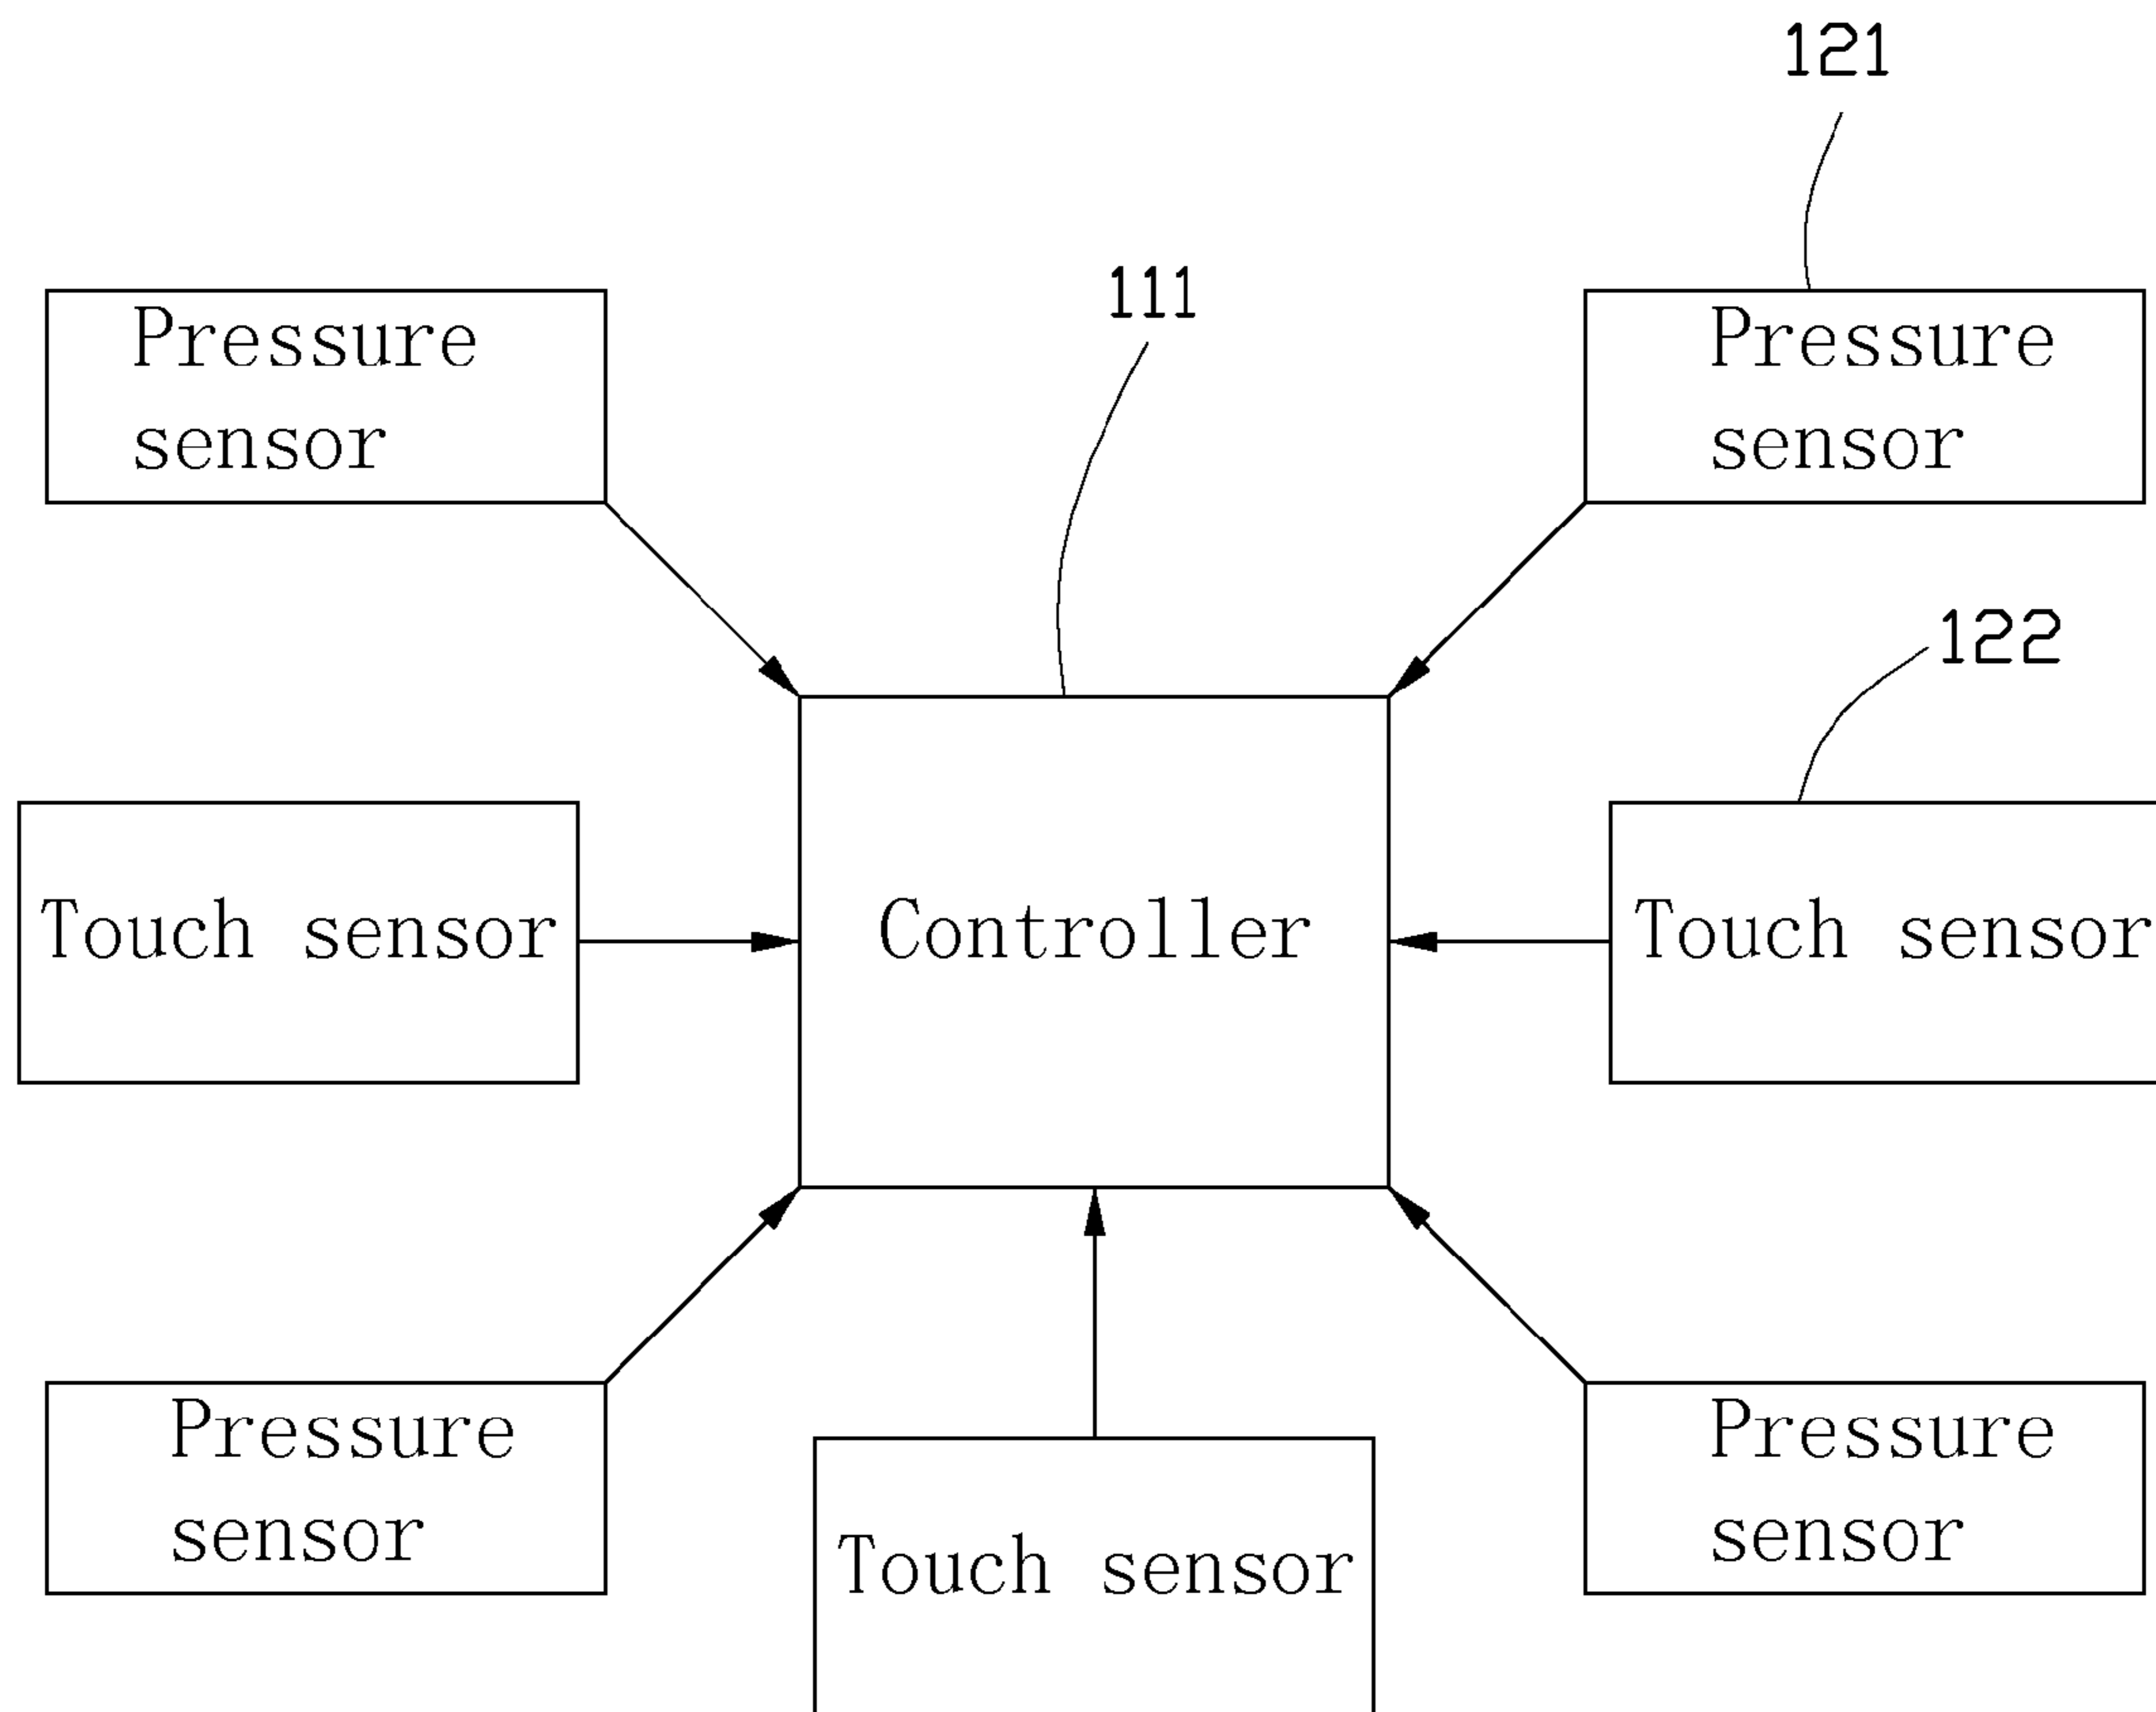 121
111
Pressure
sensor
Pressure
sensor
122
Touch sensor
Controller
Touch sensor
Pressure
sensor
Touch sensor
Pressure
sensor